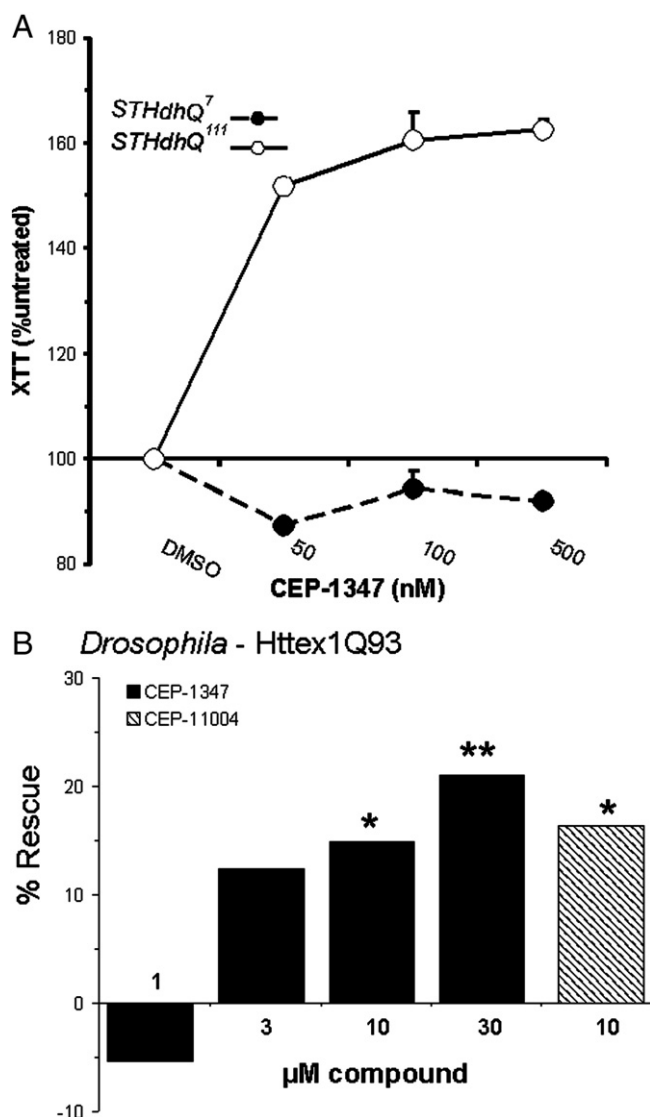 A
180
STHdhQ7
STHdhQ111
160
140
120
100
80
XTT (%untreated)
DMSO 50 100 500
CEP-1347 (nM)
B Drosophila - Httex1Q93
30
CEP-1347
CEP-11004
20
10
0
-10
% Rescue
* ** *
1
3 10 30 10
µM compound